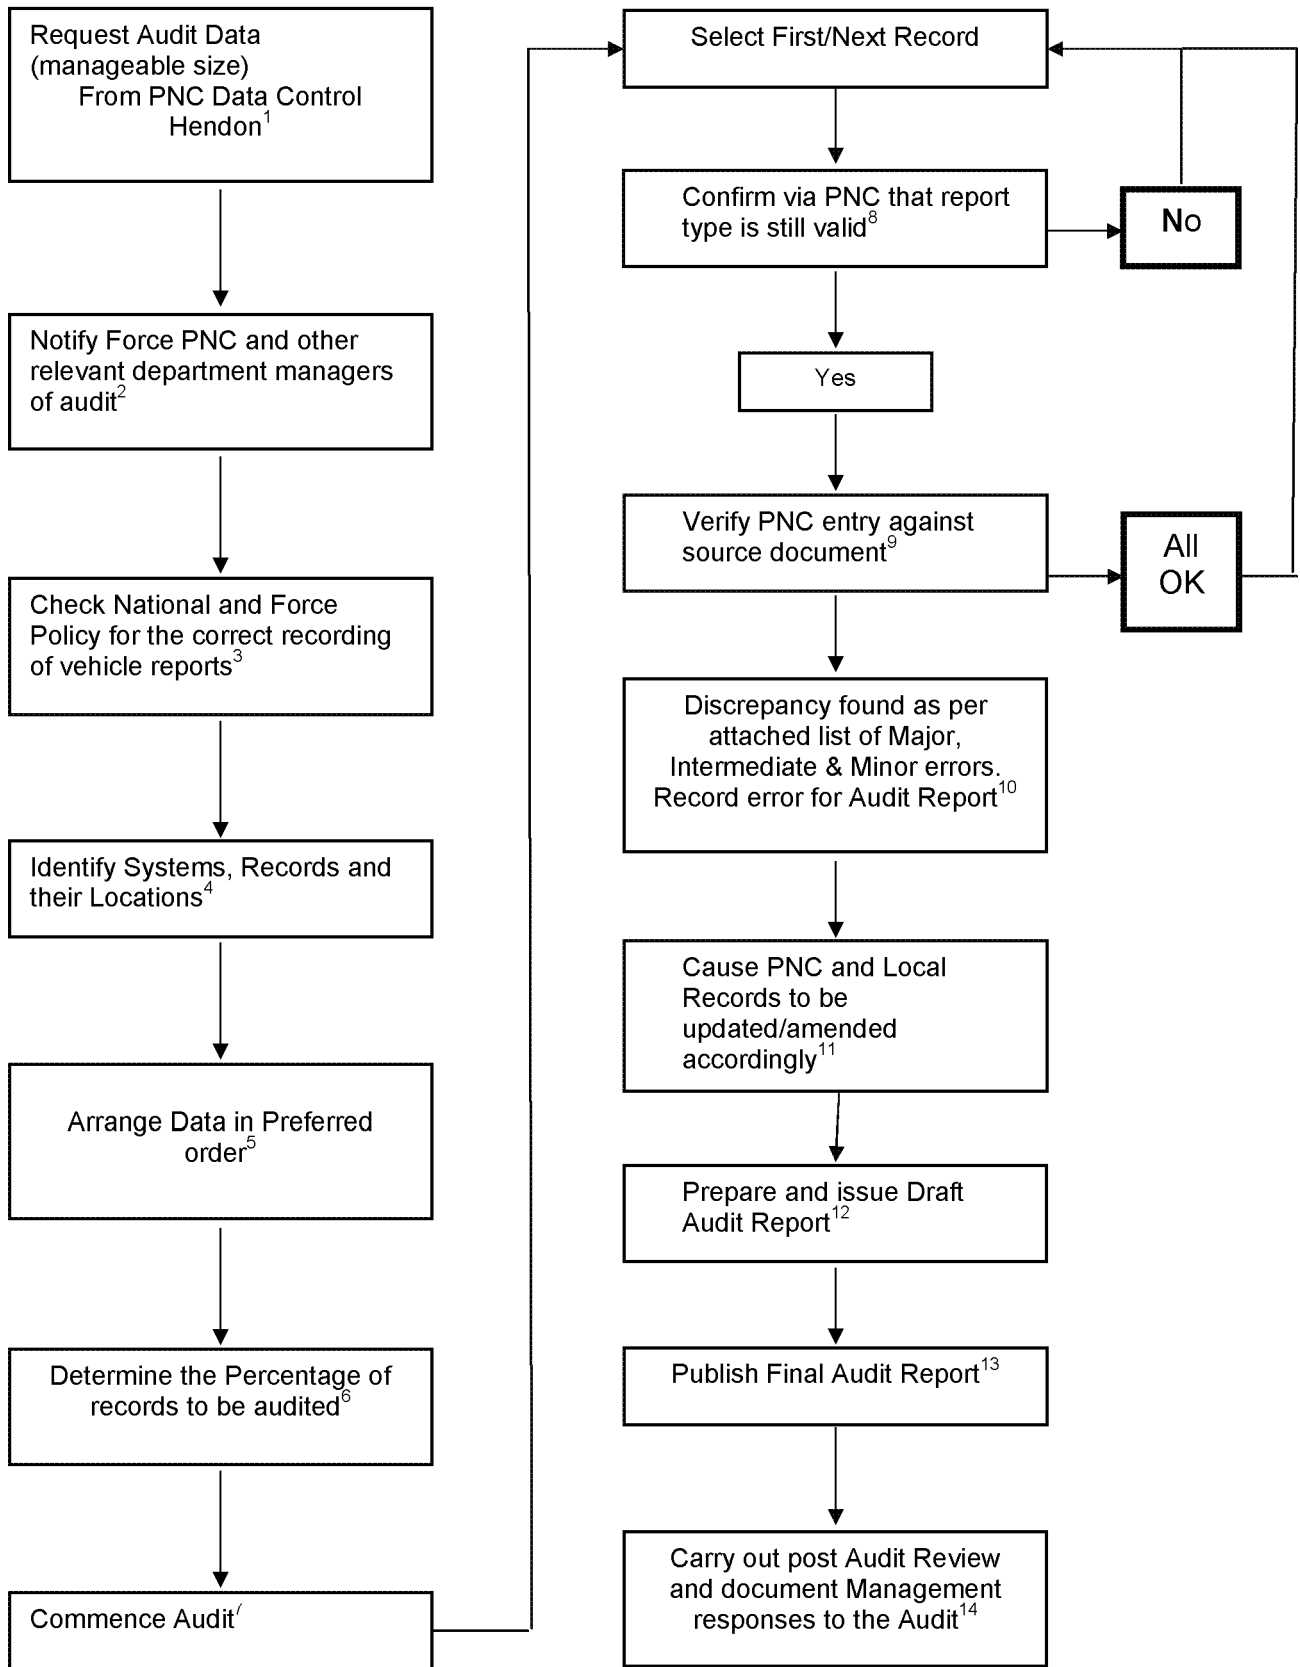 Request Audit Data
(manageable size)
From PNC Data Control
Hendon1
Notify Force PNC and other
relevant department managers
of audit2
Check National and Force
Policy for the correct recording
of vehicle reports3
Identify Systems, Records and
their Locations4
Arrange Data in Preferred
order5
Determine the Percentage of
records to be audited6
Commence Audit7
Select First/Next Record
Confirm via PNC that report
type is still valid8
No
Yes
Verify PNC entry against
source document9
All
OK
Discrepancy found as per
attached list of Major,
Intermediate & Minor errors.
Record error for Audit Report10
Cause PNC and Local
Records to be
updated/amended
accordingly11
Prepare and issue Draft
Audit Report12
Publish Final Audit Report13
Carry out post Audit Review
and document Management
responses to the Audit14